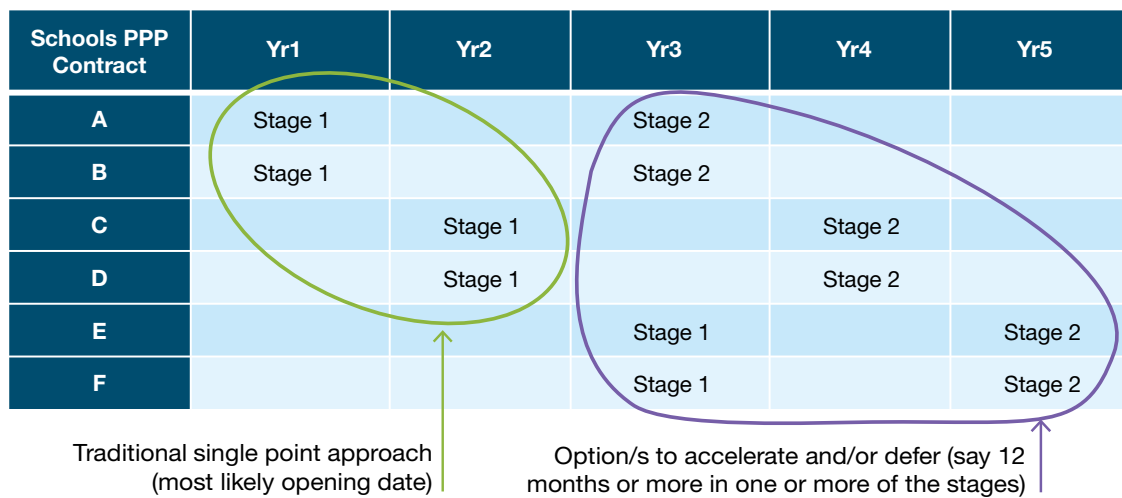 Schools PPP
Contract
Yr1
Yr2
Yr3
Yr4
Yr5
A
Stage 1
Stage 2
B
Stage 1
Stage 2
C
Stage 1
Stage 2
D
Stage 1
Stage 2
E
Stage 1
Stage 2
F
Stage 1
Stage 2
Traditional single point approach
(most likely opening date)
Option/s to accelerate and/or defer (say 12
months or more in one or more of the stages)